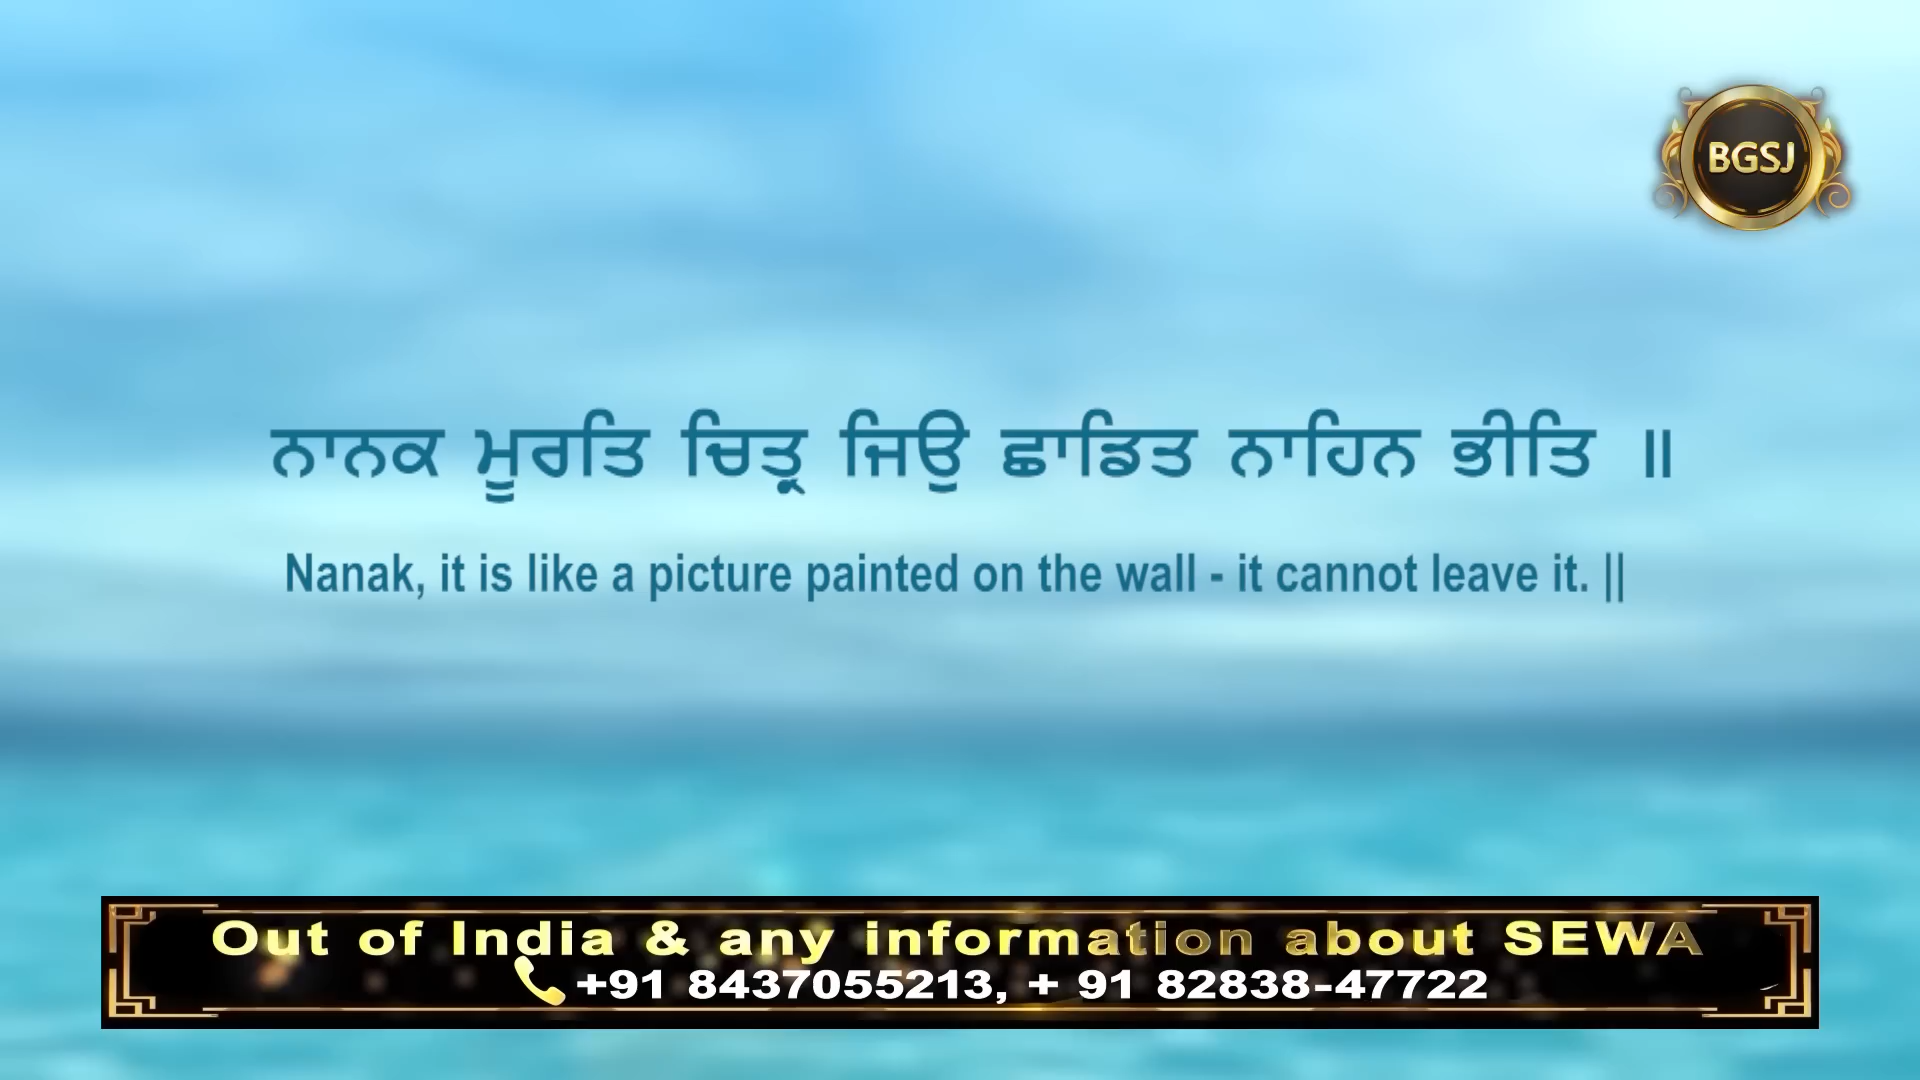 BGSJ
ਨਾਨਕ ਮੂਰਤਿ ਚਿਤ੍ਰ ਜਿਉ ਛਾਡਿਤ ਨਾਹਿਨ ਭੀਤਿ ॥
Nanak, it is like a picture painted on the wall - it cannot leave it. ||
Out of India & any information about SEWA
+91 8437055213, + 91 82838-47722